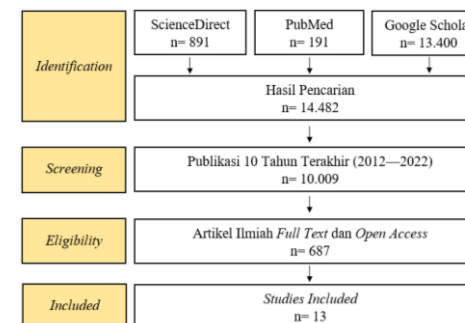 ScienceDirect
n= 891
PubMed
n= 191
Google Schola
n= 13.400
Identification
Hasil Pencarian
n= 14.482
Screening
Publikasi 10 Tahun Terakhir (2012—2022)
n= 10.009
Eligibility
Artikel Ilmiah Full Text dan Open Access
n= 687
Included
Studies Included
n= 13